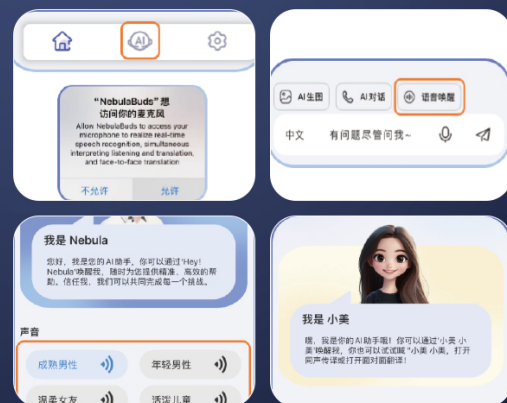 AI
"NebulaBuds" 想
访问你的麦克风
Allow NebulaBuds to access your
microphone to realize real-time
speech recognition, simultaneous
interpreting listening and translation,
and face-to-face translation
不允许
允许
AI生图
AI对话
语音唤醒
中文
有问题尽管问我~
我是 Nebula
您好，我是您的AI助手，你可以通过'Hey!
Nebula'唤醒我，随时为您提供精准、高效的帮
助。信任我，我们可以共同完成每一个挑战。
声音
成熟男性
年轻男性
温柔女友
活泼儿童
我是 小美
嘿，我是你的AI助手哦！你可以通过'小美 小
美'唤醒我，你也可以试试喊 "小美 小美，打开
同声传译或打开面对面翻译！